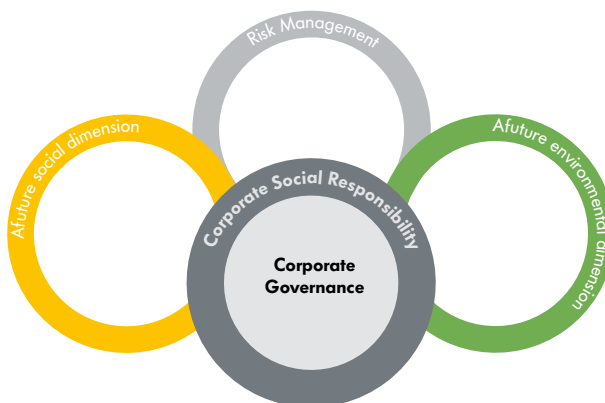 Risk Management
Afuture social dimension
Afuture environmental dimension
Corporate Social Responsibility
Corporate
Governance